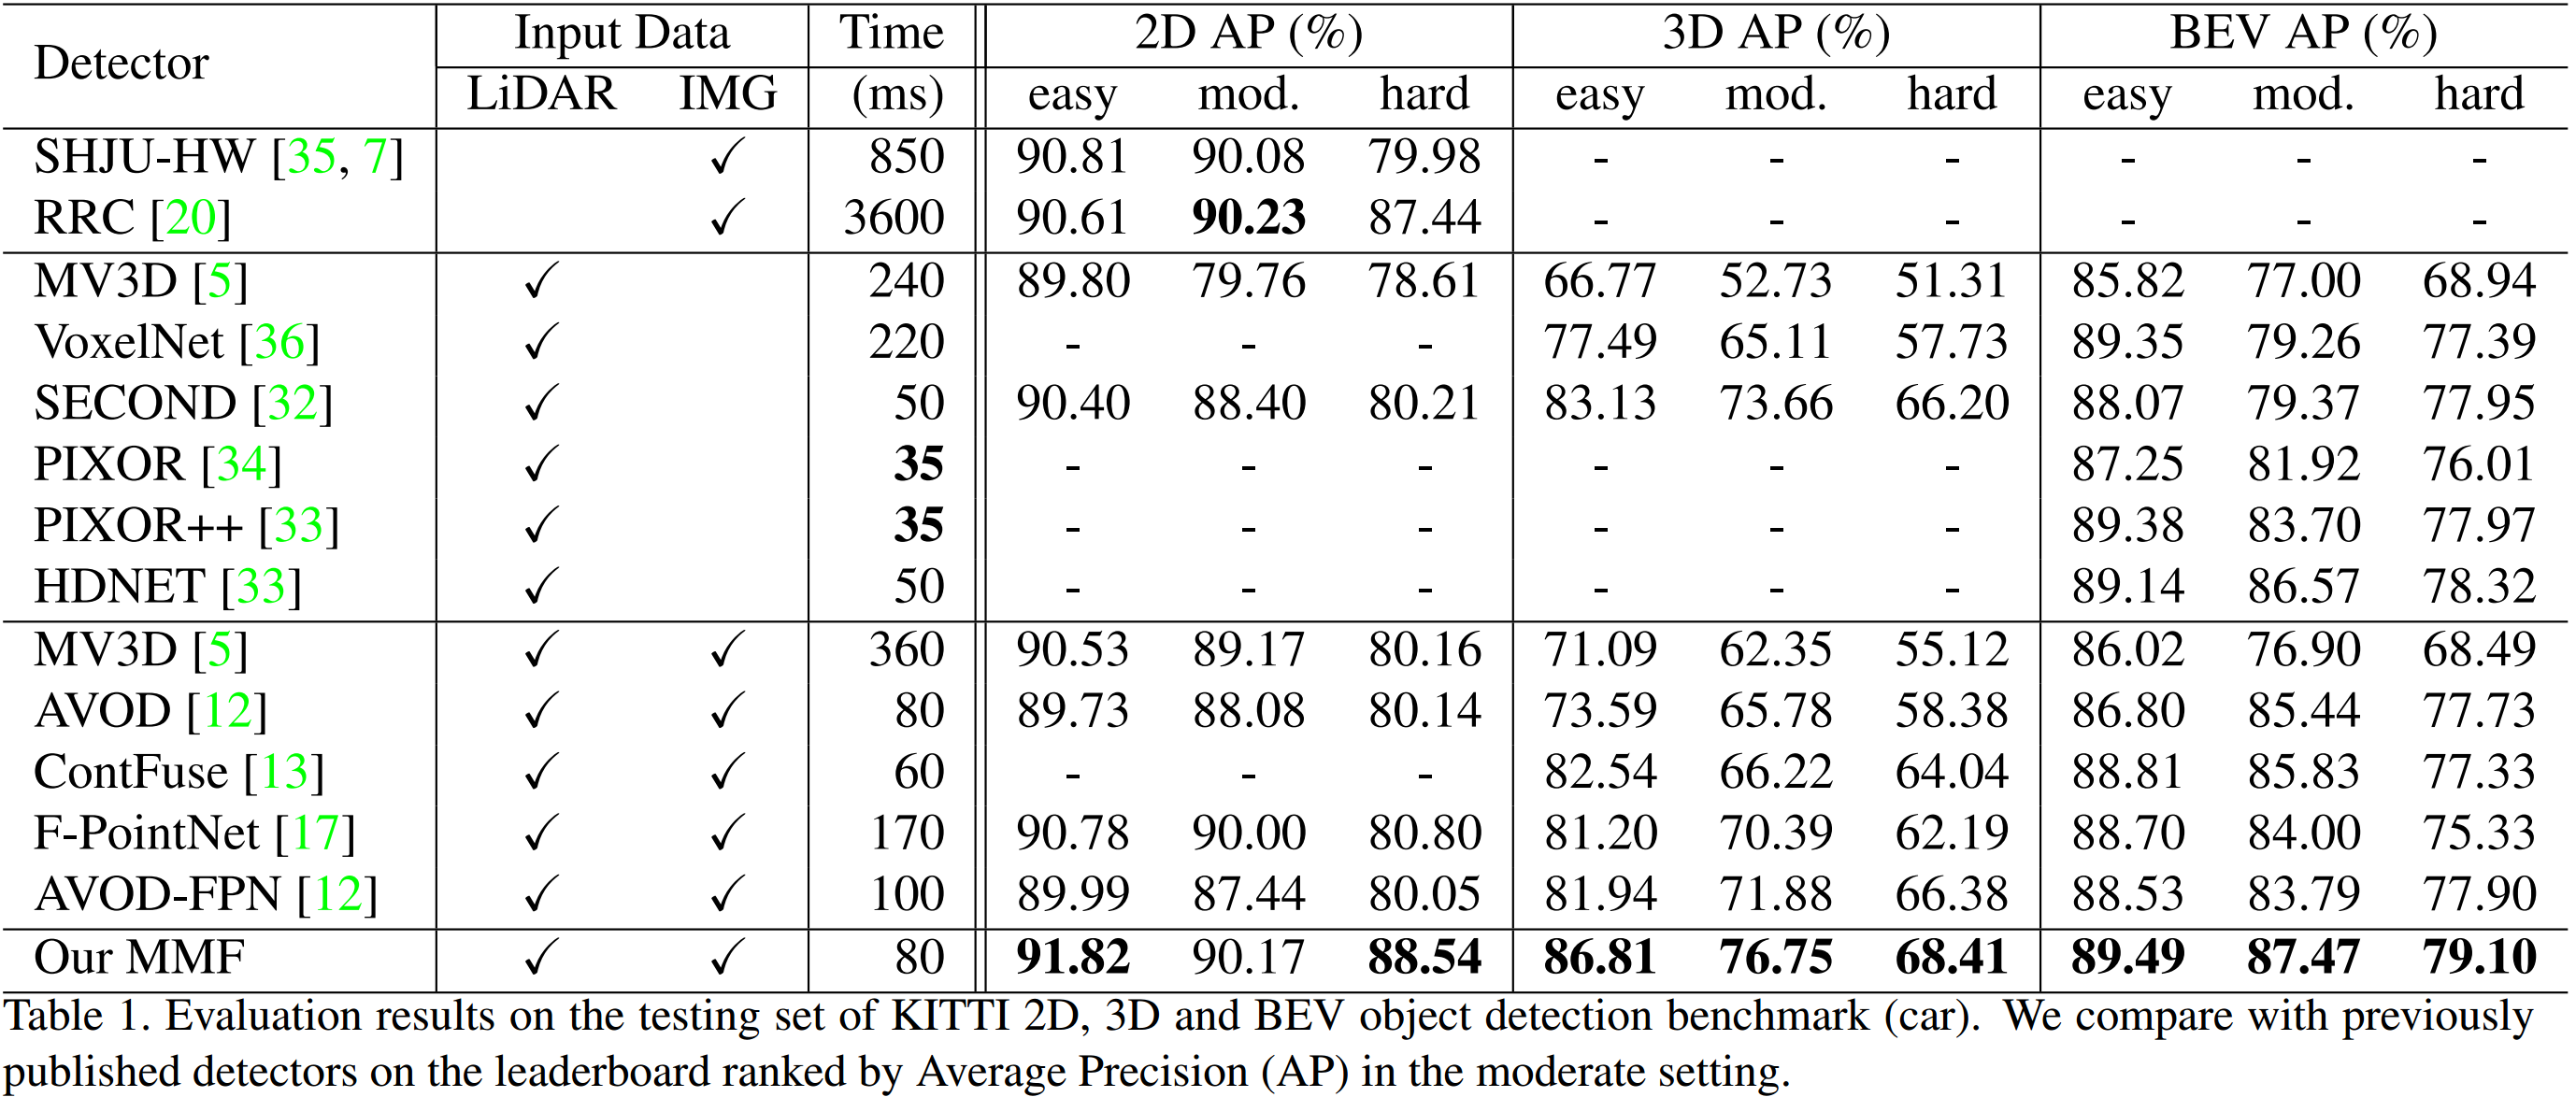 Detector Input Data Time 2D AP (%) 3D AP (%) BEV AP (%)
LiDAR IMG (ms) easy mod. hard easy mod. hard easy mod. hard
SHJU-HW [35, 7] ✓ 850 90.81 90.08 79.98 - - - - - -
RRC [20] ✓ 3600 90.61 90.23 87.44 - - - - - -
MV3D [5] ✓ 240 89.80 79.76 78.61 66.77 52.73 51.31 85.82 77.00 68.94
VoxelNet [36] ✓ 220 - - - 77.49 65.11 57.73 89.35 79.26 77.39
SECOND [32] ✓ 50 90.40 88.40 80.21 83.13 73.66 66.20 88.07 79.37 77.95
PIXOR [34] ✓ 35 - - - - - - 87.25 81.92 76.01
PIXOR++ [33] ✓ 35 - - - - - - 89.38 83.70 77.97
HDNET [33] ✓ 50 - - - - - - 89.14 86.57 78.32
MV3D [5] ✓ ✓ 360 90.53 89.17 80.16 71.09 62.35 55.12 86.02 76.90 68.49
AVOD [12] ✓ ✓ 80 89.73 88.08 80.14 73.59 65.78 58.38 86.80 85.44 77.73
ContFuse [13] ✓ ✓ 60 - - - 82.54 66.22 64.04 88.81 85.83 77.33
F-PointNet [17] ✓ ✓ 170 90.78 90.00 80.80 81.20 70.39 62.19 88.70 84.00 75.33
AVOD-FPN [12] ✓ ✓ 100 89.99 87.44 80.05 81.94 71.88 66.38 88.53 83.79 77.90
Our MMF ✓ ✓ 80 91.82 90.17 88.54 86.81 76.75 68.41 89.49 87.47 79.10
Table 1. Evaluation results on the testing set of KITTI 2D, 3D and BEV object detection benchmark (car). We compare with previously
published detectors on the leaderboard ranked by Average Precision (AP) in the moderate setting.